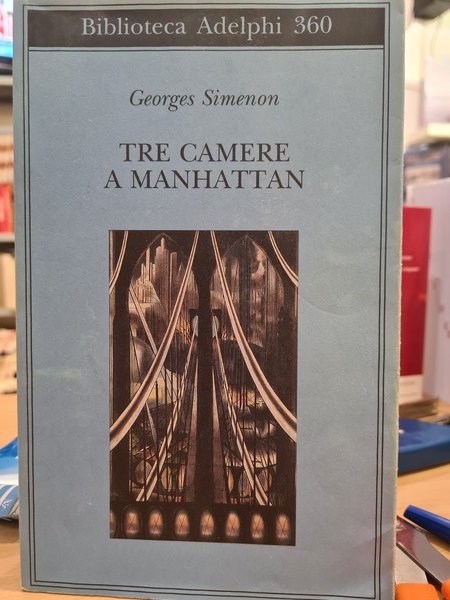 Biblioteca Adelphi 360
Georges Simenon
TRE CAMERE
A MANHATTAN